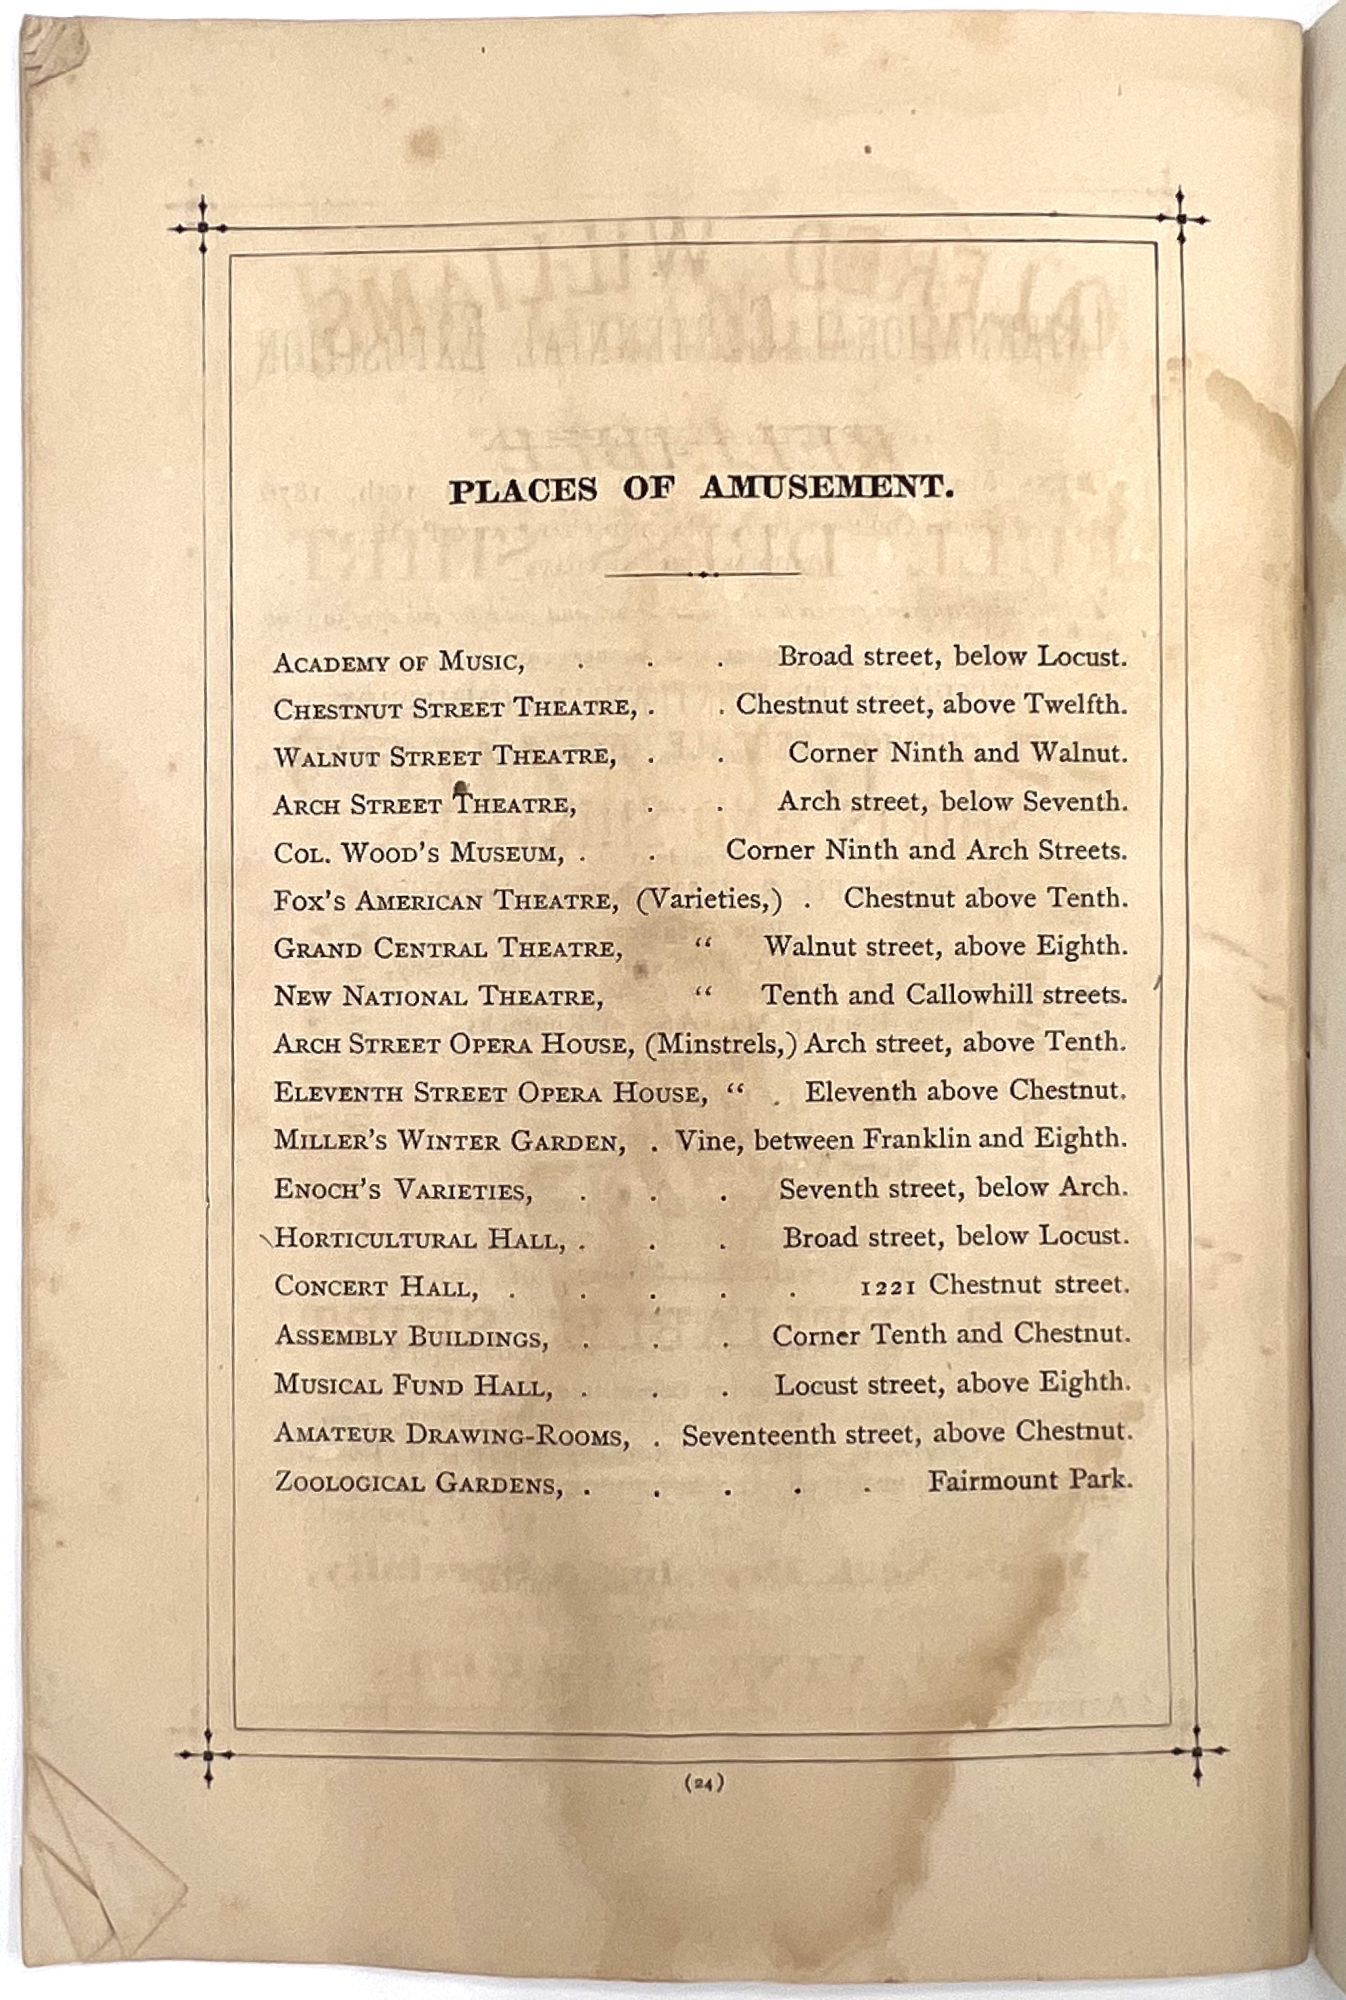 PLACES OF AMUSEMENT.
ACADEMY OF MUSIC, . . . Broad street, below Locust.
CHESTNUT STREET THEATRE, . . Chestnut street, above Twelfth.
WALNUT STREET THEATRE, . . Corner Ninth and Walnut.
ARCH STREET THEATRE, . . Arch street, below Seventh.
COL. WOOD'S MUSEUM, . . Corner Ninth and Arch Streets.
FOX'S AMERICAN THEATRE, (Varieties,) . Chestnut above Tenth.
GRAND CENTRAL THEATRE, “ Walnut street, above Eighth.
NEW NATIONAL THEATRE, “ Tenth and Callowhill streets.
ARCH STREET OPERA HOUSE, (Minstrels,) Arch street, above Tenth.
ELEVENTH STREET OPERA HOUSE, “ . Eleventh above Chestnut.
MILLER'S WINTER GARDEN, . Vine, between Franklin and Eighth.
ENOCH'S VARIETIES, . . . Seventh street, below Arch.
HORTICULTURAL HALL, . . . Broad street, below Locust.
CONCERT HALL, . . . . . 1221 Chestnut street.
ASSEMBLY BUILDINGS, . . . Corner Tenth and Chestnut.
MUSICAL FUND HALL, . . . Locust street, above Eighth.
AMATEUR DRAWING-ROOMS, . Seventeenth street, above Chestnut.
ZOOLOGICAL GARDENS, . . . . . Fairmount Park.
(24)